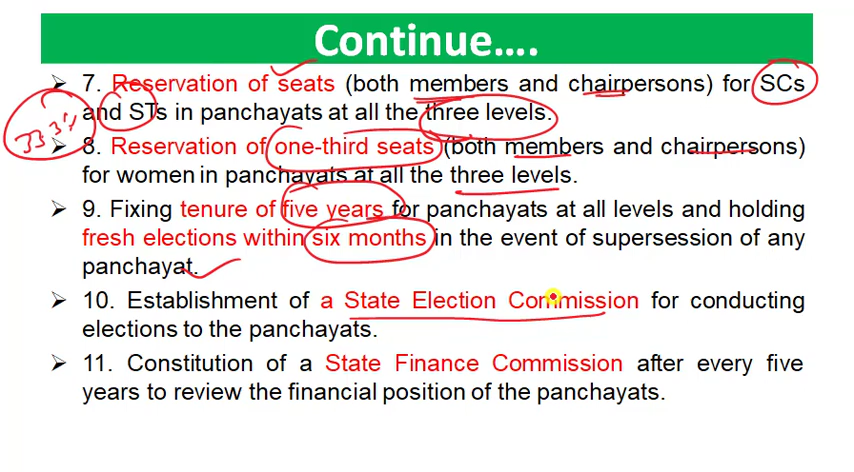 Continue....
➢ 7. Reservation of seats (both members and chairpersons) for SCs
and STs in panchayats at all the three levels.
33.3%
➢ 8. Reservation of one-third seats (both members and chairpersons)
for women in panchayats at all the three levels.
➢ 9. Fixing tenure of five years for panchayats at all levels and holding
fresh elections within six months in the event of supersession of any
panchayat.
➢ 10. Establishment of a State Election Commission for conducting
elections to the panchayats.
➢ 11. Constitution of a State Finance Commission after every five
years to review the financial position of the panchayats.